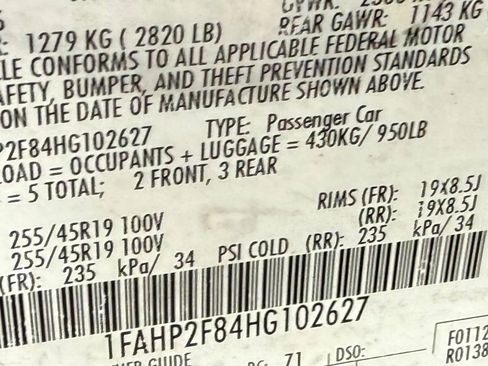 GVWR:
1279 KG ( 2820 LB) REAR GAWR: 1143 KG
LE CONFORMS TO ALL APPLICABLE FEDERAL MOTOR
AFETY, BUMPER, AND THEFT PREVENTION STANDARDS
ON THE DATE OF MANUFACTURE SHOWN ABOVE.
P2F84HG102627 TYPE: Passenger Car
OAD = OCCUPANTS + LUGGAGE = 430KG/ 950LB
= 5 TOTAL; 2 FRONT, 3 REAR
255/45R19 100V RIMS (FR): 19X8.5J
255/45R19 100V (RR): 19X8.5J
(FR): 235 kPa/ 34 PSI COLD (RR): 235 kPa/ 34
1FAHP2F84HG102627
GUIDE 71 DSO: F0112
R0138